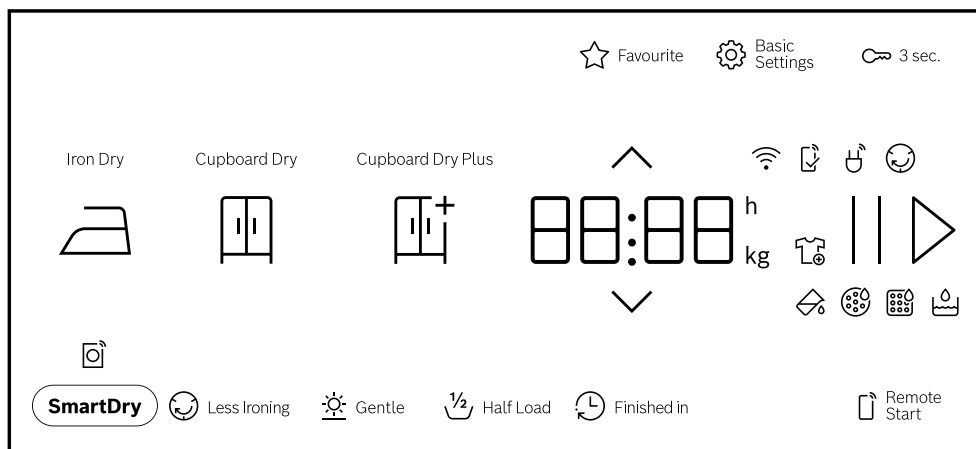 Favourite
Basic
Settings
3 sec.
Iron Dry
Cupboard Dry
Cupboard Dry Plus
88:88
h
kg
SmartDry
Less Ironing
Gentle
½
Half Load
Finished in
Remote
Start